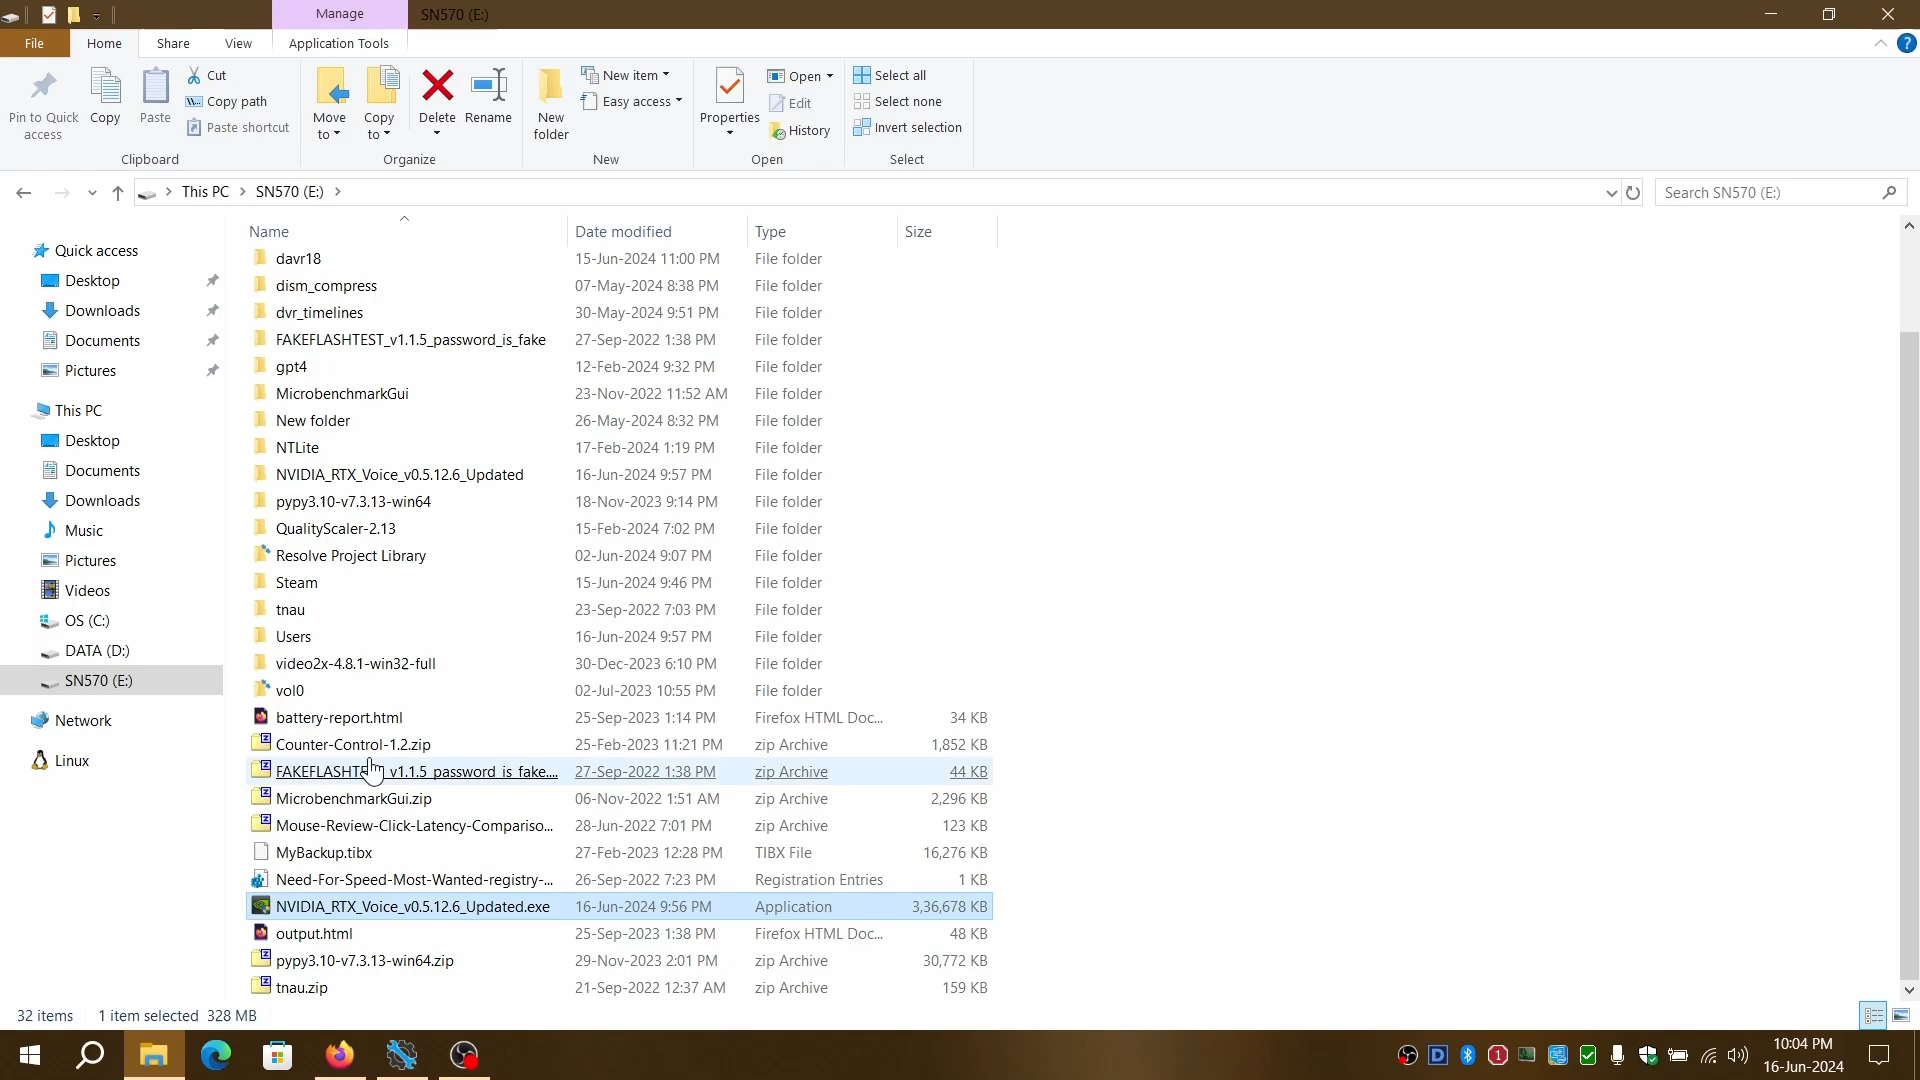 Manage SN570 (E:)
File Home Share View Application Tools
Pin to Quick access
Copy
Paste
Cut
Copy path
Paste shortcut
Clipboard
Move to
Copy to
Delete
Rename
Organize
New folder
New item
Easy access
New
Properties
Open
Edit
History
Open
Select all
Select none
Invert selection
Select
This PC SN570 (E:)
Search SN570 (E:)
Quick access
Desktop
Downloads
Documents
Pictures
This PC
Desktop
Documents
Downloads
Music
Pictures
Videos
OS (C:)
DATA (D:)
SN570 (E:)
Network
Linux
Name Date modified Type Size
davr18 15-Jun-2024 11:00 PM File folder
dism_compress 07-May-2024 8:38 PM File folder
dvr_timelines 30-May-2024 9:51 PM File folder
FAKEFLASHTEST_v1.1.5_password_is_fake 27-Sep-2022 1:38 PM File folder
gpt4 12-Feb-2024 9:32 PM File folder
MicrobenchmarkGui 23-Nov-2022 11:52 AM File folder
New folder 26-May-2024 8:32 PM File folder
NTLite 17-Feb-2024 1:19 PM File folder
NVIDIA_RTX_Voice_v0.5.12.6_Updated 16-Jun-2024 9:57 PM File folder
pypy3.10-v7.3.13-win64 18-Nov-2023 9:14 PM File folder
QualityScaler-2.13 15-Feb-2024 7:02 PM File folder
Resolve Project Library 02-Jun-2024 9:07 PM File folder
Steam 15-Jun-2024 9:46 PM File folder
tnau 23-Sep-2022 7:03 PM File folder
Users 16-Jun-2024 9:57 PM File folder
video2x-4.8.1-win32-full 30-Dec-2023 6:10 PM File folder
vol0 02-Jul-2023 10:55 PM File folder
battery-report.html 25-Sep-2023 1:14 PM Firefox HTML Doc... 34 KB
Counter-Control-1.2.zip 25-Feb-2023 11:21 PM zip Archive 1,852 KB
FAKEFLASHTE v1.1.5_password_is_fake.... 27-Sep-2022 1:38 PM zip Archive 44 KB
MicrobenchmarkGui.zip 06-Nov-2022 1:51 AM zip Archive 2,296 KB
Mouse-Review-Click-Latency-Compariso... 28-Jun-2022 7:01 PM zip Archive 123 KB
MyBackup.tibx 27-Feb-2023 12:28 PM TIBX File 16,276 KB
Need-For-Speed-Most-Wanted-registry-... 26-Sep-2022 7:23 PM Registration Entries 1 KB
NVIDIA_RTX_Voice_v0.5.12.6_Updated.exe 16-Jun-2024 9:56 PM Application 3,36,678 KB
output.html 25-Sep-2023 1:38 PM Firefox HTML Doc... 48 KB
pypy3.10-v7.3.13-win64.zip 29-Nov-2023 2:01 PM zip Archive 30,772 KB
tnau.zip 21-Sep-2022 12:37 AM zip Archive 159 KB
32 items 1 item selected 328 MB
10:04 PM
16-Jun-2024